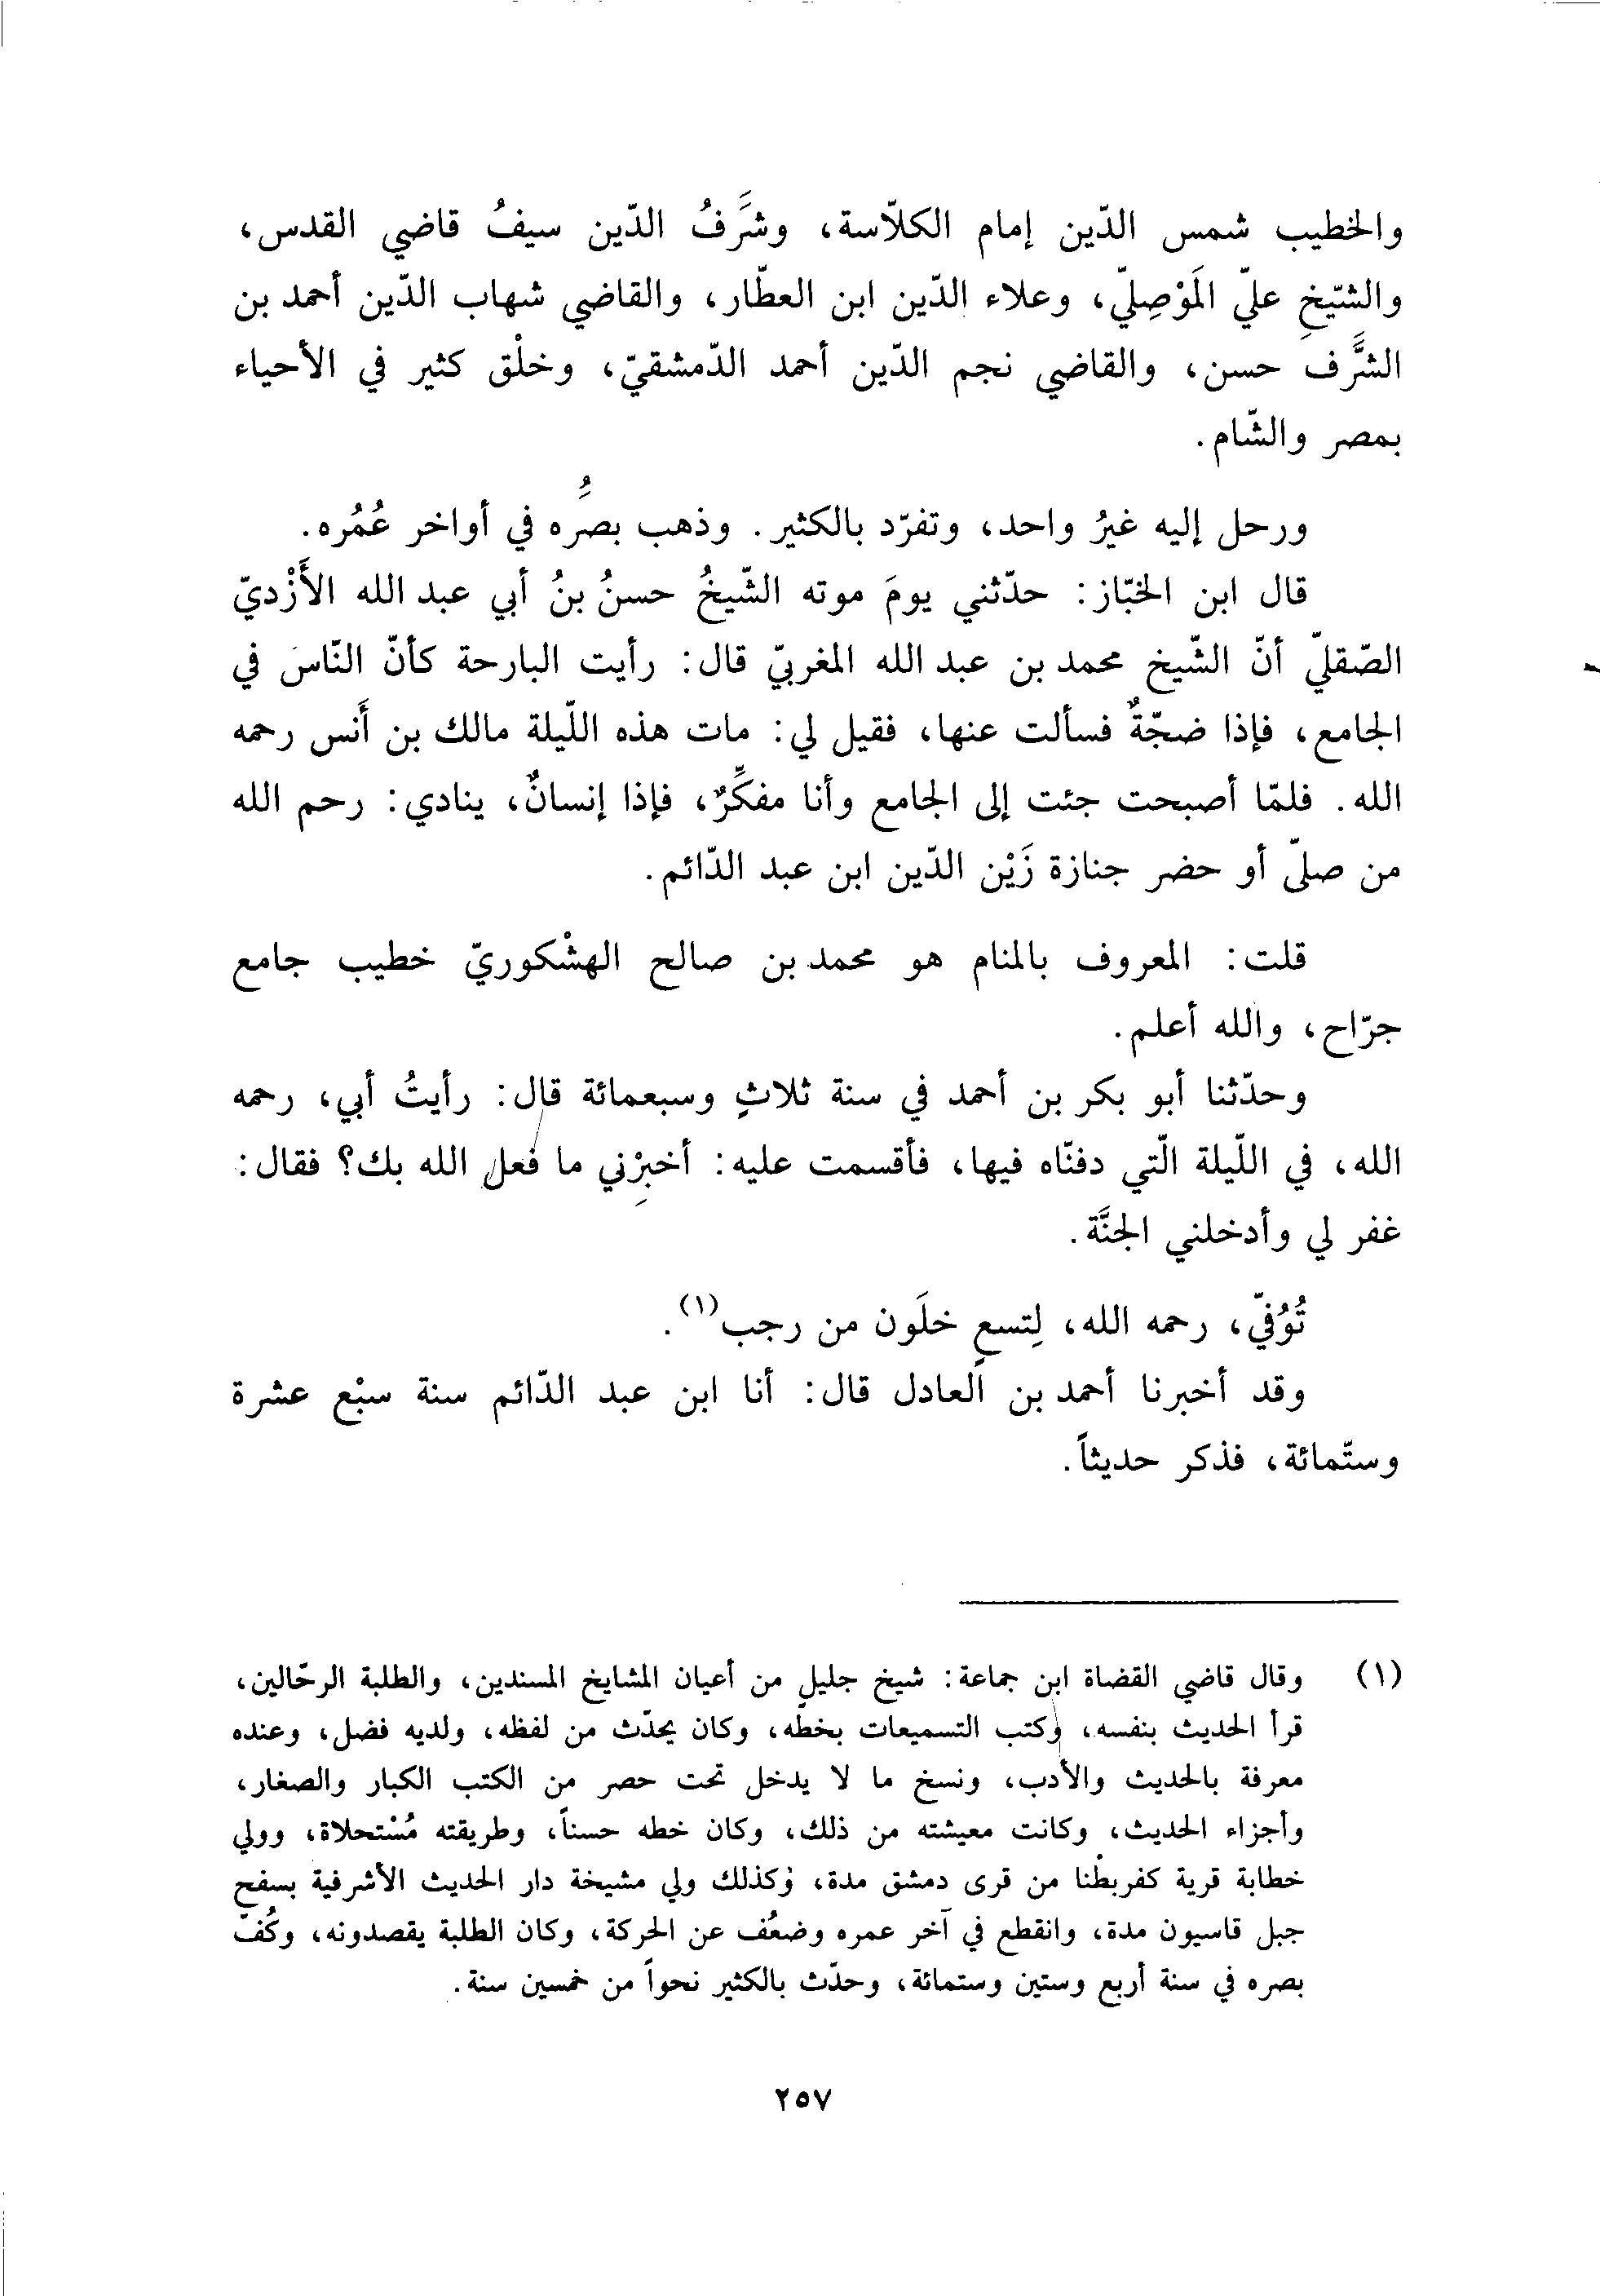 والخطيب شمس الدّين إمام الكلاّسة، وشَرَفُ الدّين سيفُ قاضي القدس،
والشّيخِ عليّ المَوْصِليّ، وعلاء الدّين ابن العطّار، والقاضي شهاب الدّين أحمد بن
الشَّرَف حسن، والقاضي نجم الدّين أحمد الدّمشقيّ، وخلْق كثير في الأحياء
بمصر والشّام.
ورحل إليه غيرُ واحد، وتفرّد بالكثير. وذهب بصَرُه في أواخر عُمُره.
قال ابن الخبّاز: حدّثني يومَ موته الشّيخُ حسنُ بنُ أبي عبد الله الأَزْديّ
الصّقليّ أنّ الشّيخ محمد بن عبد الله المغربيّ قال: رأيت البارحة كأنّ النّاس في
الجامع، فإذا ضجّةٌ فسألت عنها، فقيل لي: مات هذه اللّيلة مالك بن أَنس رحمه
الله. فلمّا أصبحت جئت إلى الجامع وأنا مفكِّرٌ، فإذا إنسانٌ، ينادي: رحم الله
من صلّى أو حضر جنازة زَيْن الدّين ابن عبد الدّائم.
قلت: المعروف بالمنام هو محمد بن صالح الهشْكوريّ خطيب جامع
جرّاح، والله أعلم.
وحدّثنا أبو بكر بن أحمد في سنة ثلاثٍ وسبعمائة قال: رأيتُ أبي، رحمه
الله، في اللّيلة الّتي دفنّاه فيها، فأقسمت عليه: أخبِرْني ما فعل الله بك؟ فقال:
غفر لي وأدخلني الجنَّة.
تُوُفّي، رحمه الله، لِتسعٍ خلَون من رجب(١).
وقد أخبرنا أحمد بن العادل قال: أنا ابن عبد الدّائم سنة سبْع عشرة
وستّمائة، فذكر حديثاً.
(١) وقال قاضي القضاة ابن جماعة: شيخ جليل من أعيان المشايخ المسندين، والطلبة الرحّالين،
قرأ الحديث بنفسه، وكتب التسميعات بخطه، وكان يحدّث من لفظه، ولديه فضل، وعنده
معرفة بالحديث والأدب، ونسخ ما لا يدخل تحت حصر من الكتب الكبار والصغار،
وأجزاء الحديث، وكانت معيشته من ذلك، وكان خطه حسناً، وطريقته مُسْتحلاة، وولي
خطابة قرية كفربطْنا من قرى دمشق مدة، وكذلك ولي مشيخة دار الحديث الأشرفية بسفح
جبل قاسيون مدة، وانقطع في آخر عمره وضعُف عن الحركة، وكان الطلبة يقصدونه، وكُفّ
بصره في سنة أربع وستين وستمائة، وحدّث بالكثير نحواً من خمسين سنة.
٢٥٧